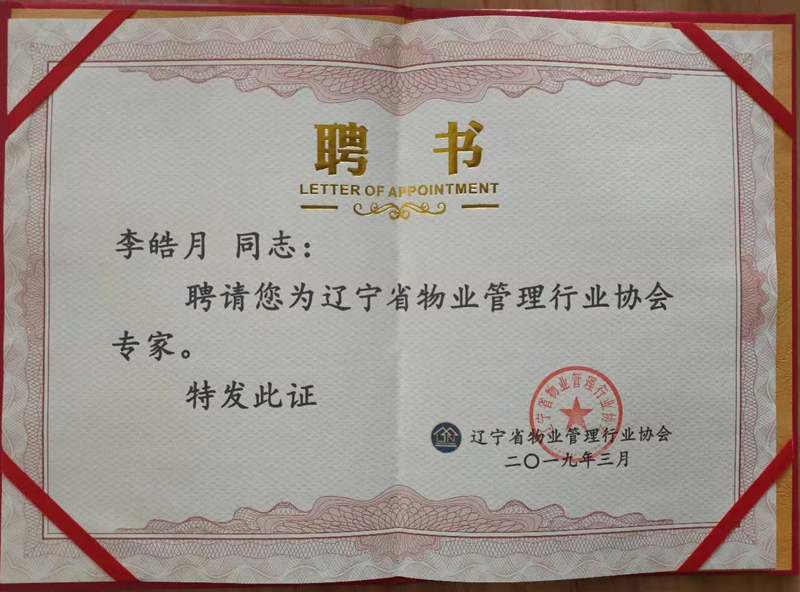 聘 书
LETTER OF APPOINTMENT
李皓月 同志：
聘请您为辽宁省物业管理行业协会
专家。
特发此证
辽宁省物业管理行业协会
辽宁省物业管理行业协会
二〇一九年三月